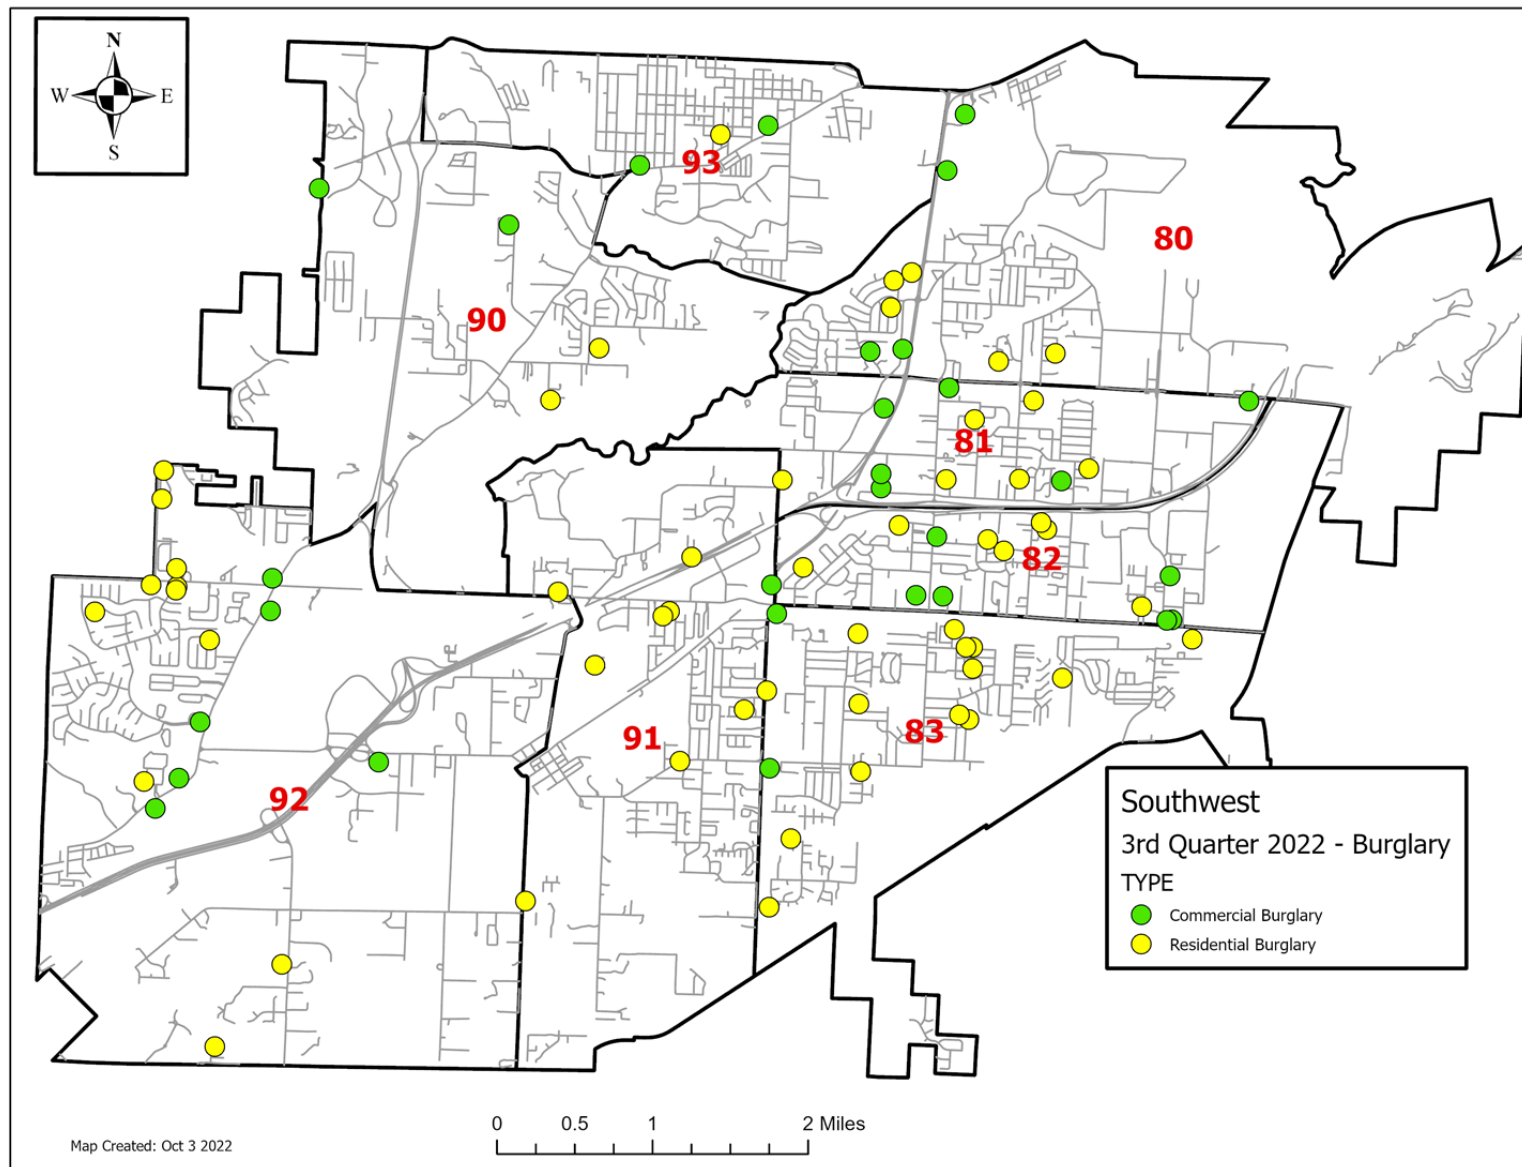 N
W E
S
93
80
90
81
82
83
91
92
Southwest
3rd Quarter 2022 - Burglary
TYPE
Commercial Burglary
Residential Burglary
0 0.5 1 2 Miles
Map Created: Oct 3 2022